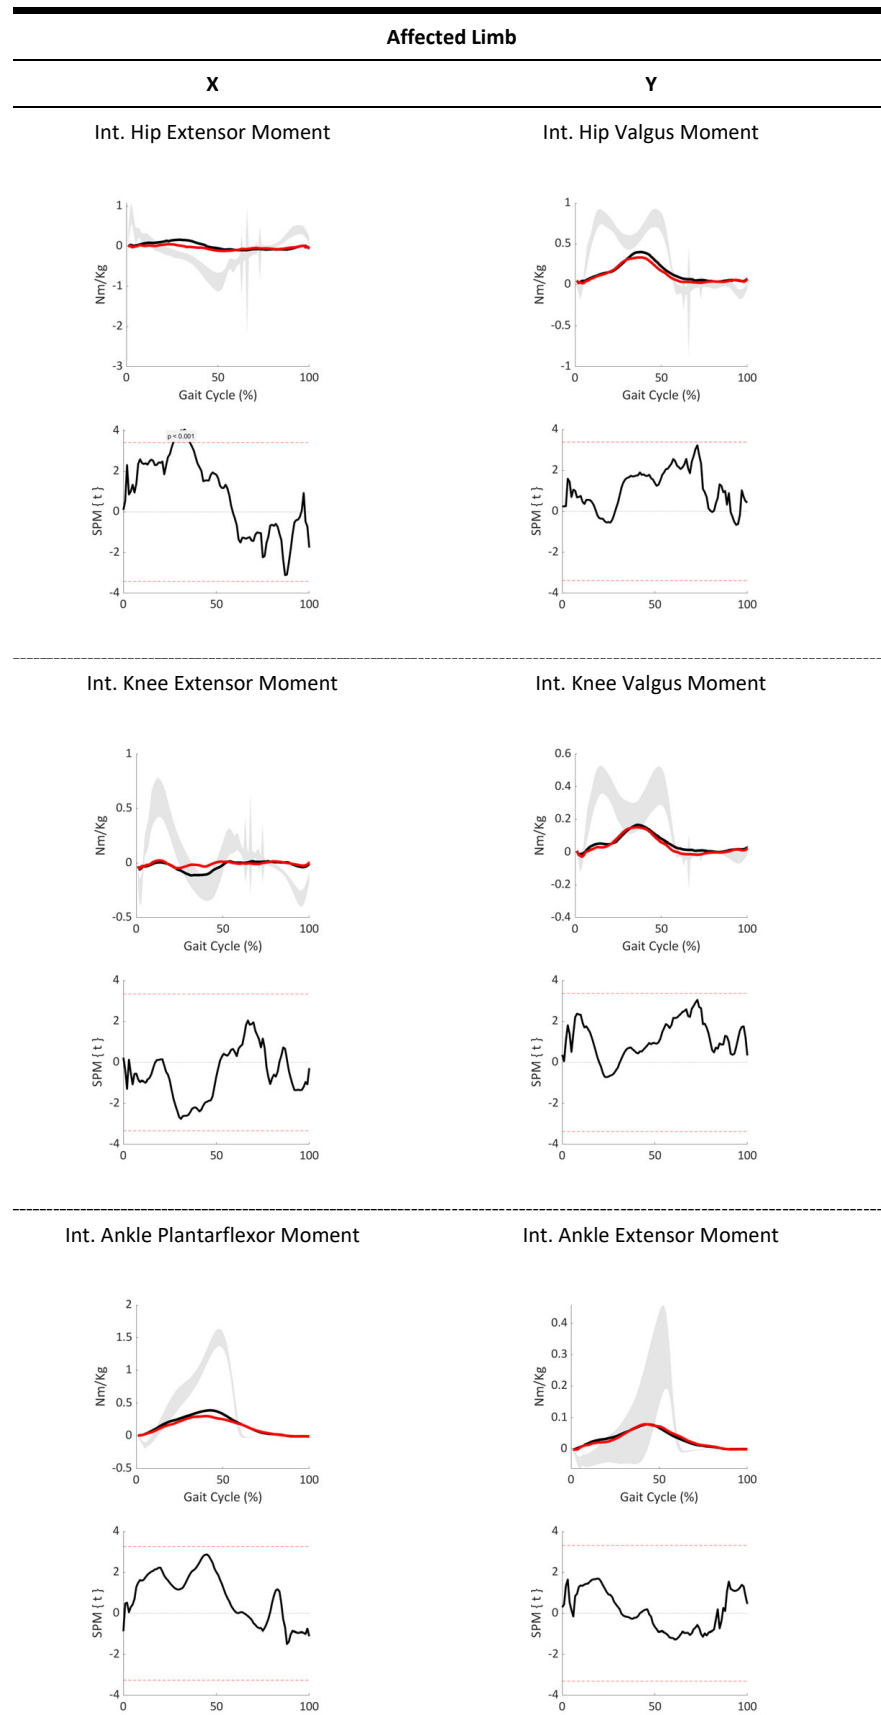 Affected Limb
X Y
Int. Hip Extensor Moment Int. Hip Valgus Moment
1
0
-1
-2
-3
Nm/Kg
0 50 100
Gait Cycle (%)
1
0.5
0
-0.5
-1
Nm/Kg
0 50 100
Gait Cycle (%)
4
2
0
-2
-4
SPM { t }
p < 0.001
0 50 100
4
2
0
-2
-4
SPM { t }
0 50 100
Int. Knee Extensor Moment Int. Knee Valgus Moment
1
0.5
0
-0.5
Nm/Kg
0 50 100
Gait Cycle (%)
0.6
0.4
0.2
0
-0.2
-0.4
Nm/Kg
0 50 100
Gait Cycle (%)
4
2
0
-2
-4
SPM { t }
0 50 100
4
2
0
-2
-4
SPM { t }
0 50 100
Int. Ankle Plantarflexor Moment Int. Ankle Extensor Moment
2
1.5
1
0.5
0
-0.5
Nm/Kg
0 50 100
Gait Cycle (%)
0.4
0.3
0.2
0.1
0
Nm/Kg
0 50 100
Gait Cycle (%)
4
2
0
-2
-4
SPM { t }
0 50 100
4
2
0
-2
-4
SPM { t }
0 50 100